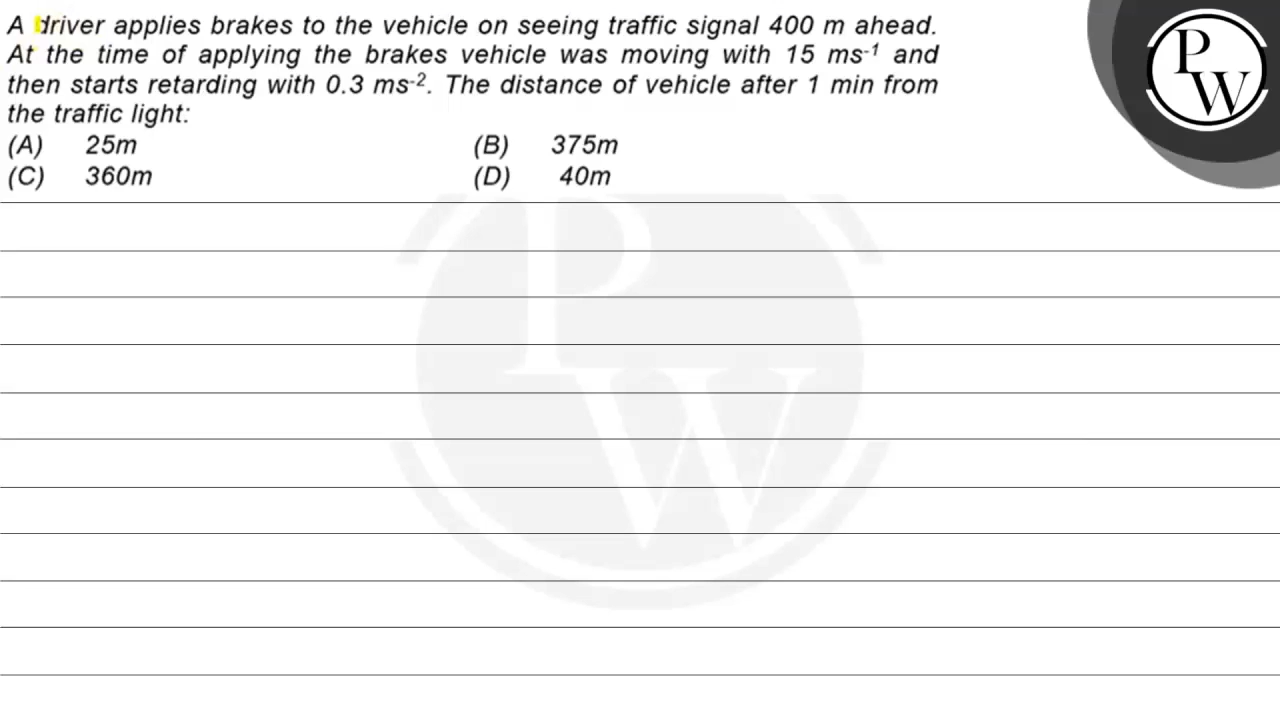 A driver applies brakes to the vehicle on seeing traffic signal 400 m ahead.
At the time of applying the brakes vehicle was moving with 15 ms⁻¹ and
then starts retarding with 0.3 ms⁻². The distance of vehicle after 1 min from
the traffic light:
(A) 25m (B) 375m
(C) 360m (D) 40m
P
W
P
W